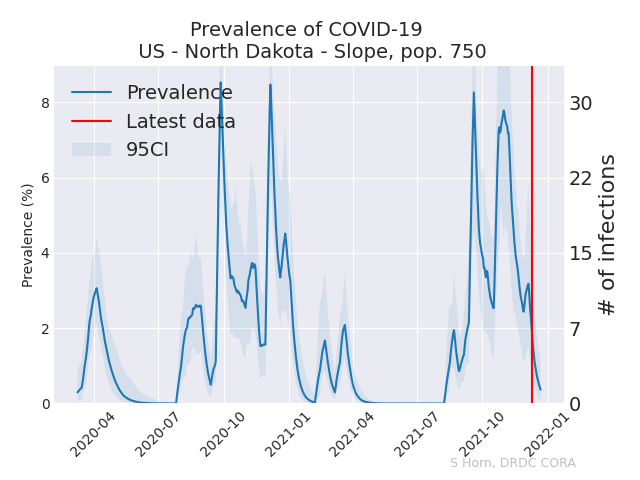 Prevalence of COVID-19
US - North Dakota - Slope, pop. 750
Prevalence
Latest data
95CI
Prevalence (%)
8
6
4
2
0
# of infections
30
22
15
7
0
2020-04
2020-07
2020-10
2021-01
2021-04
2021-07
2021-10
2022-01
S Horn, DRDC CORA